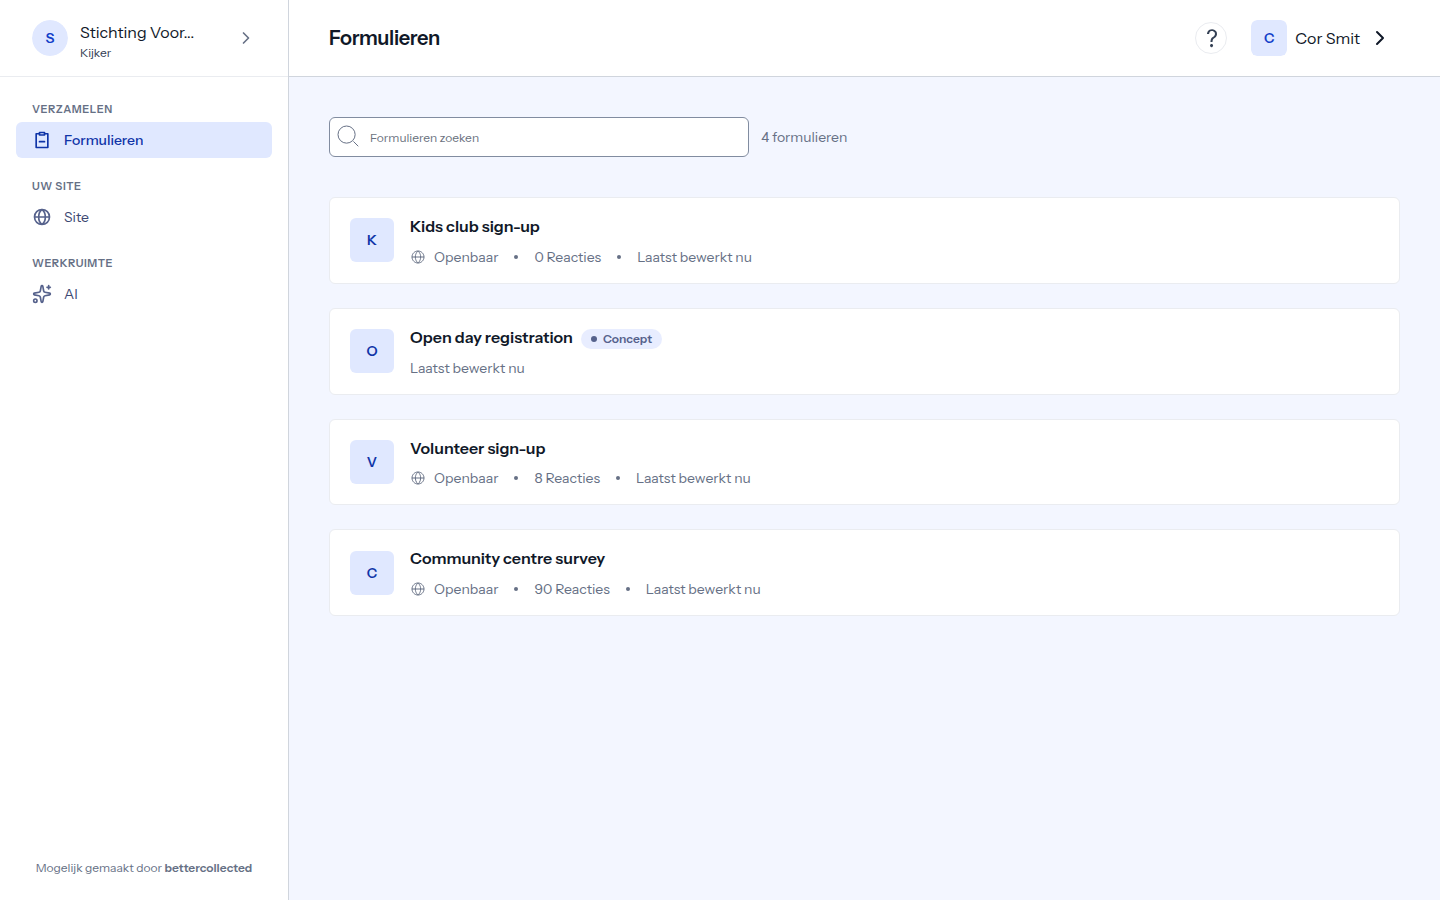 S
Stichting Voor...
Kijker
VERZAMELEN
Formulieren
UW SITE
Site
WERKRUIMTE
AI
Mogelijk gemaakt door bettercollected
Formulieren
?
C
Cor Smit
Formulieren zoeken
4 formulieren
K
Kids club sign-up
Openbaar • 0 Reacties • Laatst bewerkt nu
O
Open day registration • Concept
Laatst bewerkt nu
V
Volunteer sign-up
Openbaar • 8 Reacties • Laatst bewerkt nu
C
Community centre survey
Openbaar • 90 Reacties • Laatst bewerkt nu